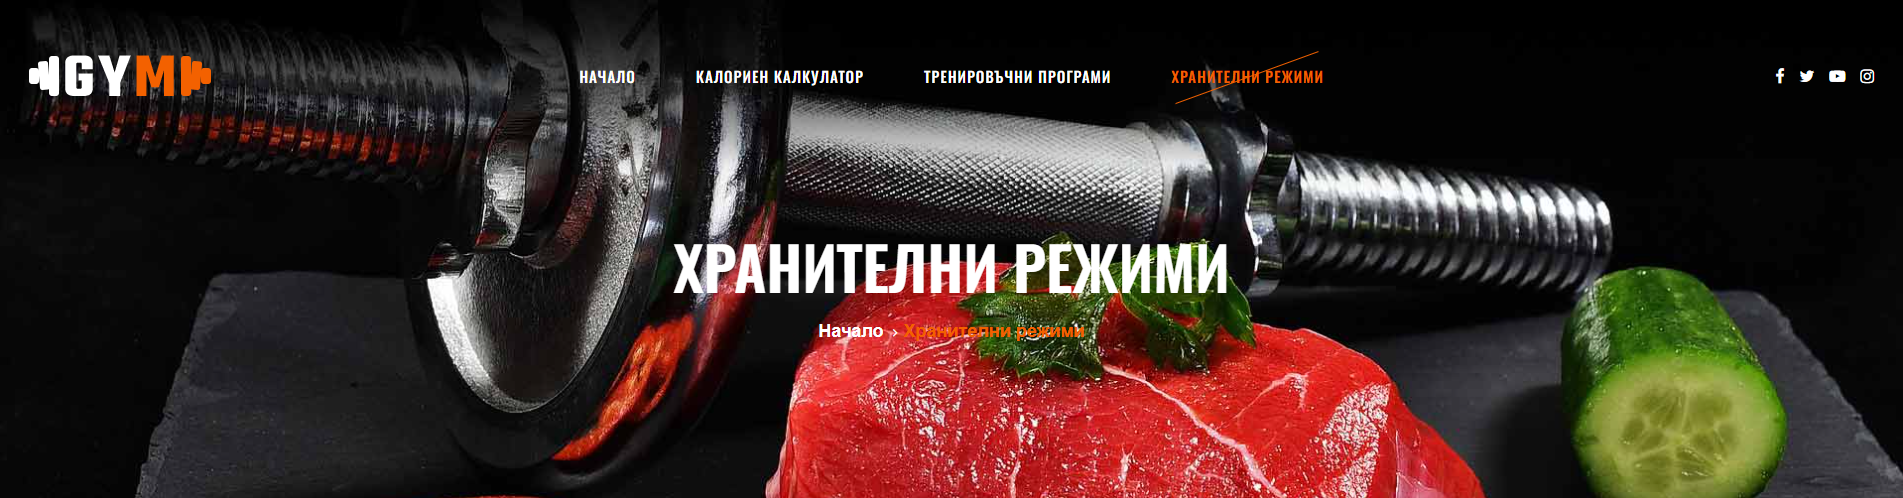 GYM
НАЧАЛО
КАЛОРИЕН КАЛКУЛАТОР
ТРЕНИРОВЪЧНИ ПРОГРАМИ
ХРАНИТЕЛНИ РЕЖИМИ
ХРАНИТЕЛНИ РЕЖИМИ
Начало › Хранителни режими